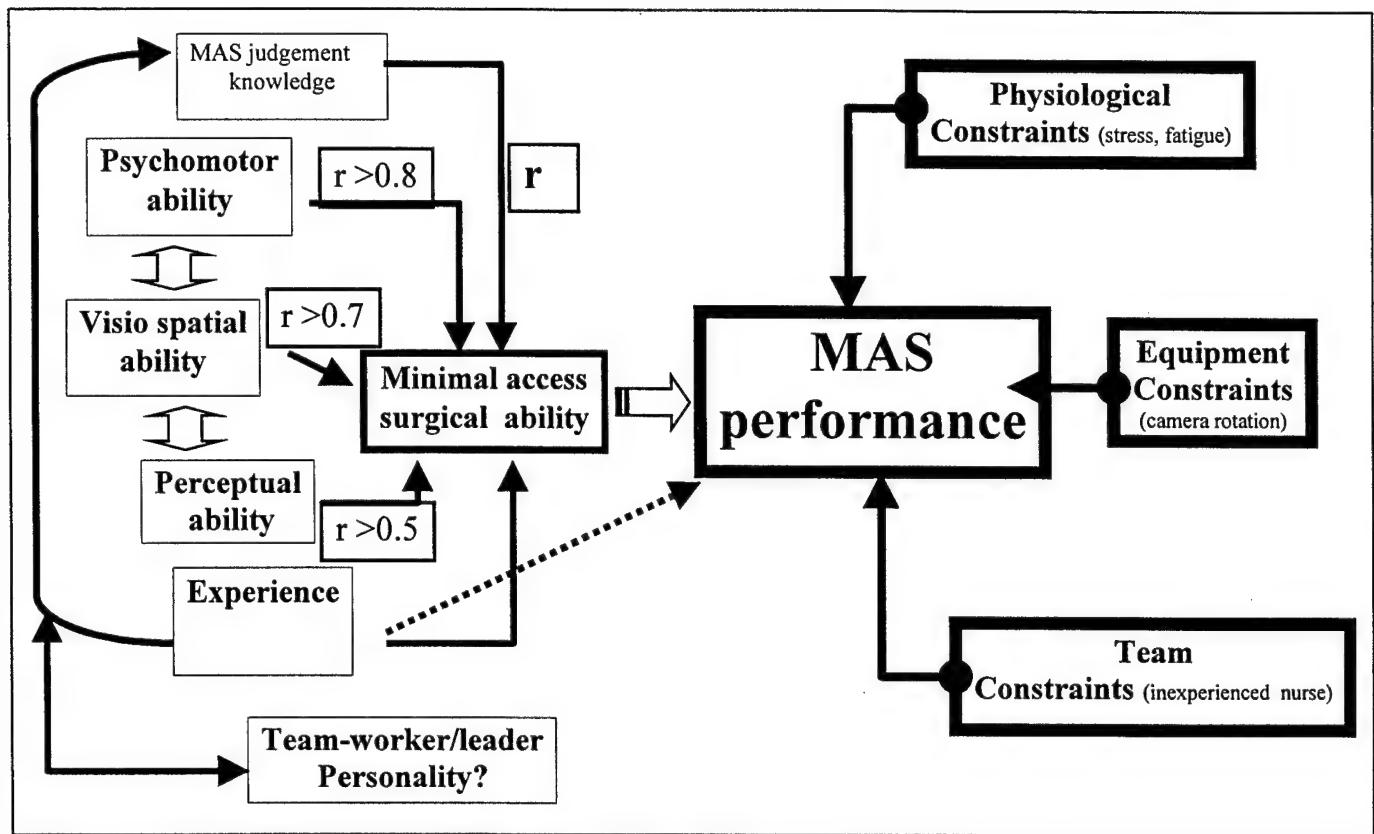 MAS judgement
knowledge
Psychomotor
ability
r >0.8
r
Visio spatial
ability
r >0.7
Perceptual
ability
r >0.5
Experience
Team-worker/leader
Personality?
Minimal access
surgical ability
MAS
performance
Physiological
Constraints (stress, fatigue)
Equipment
Constraints
(camera rotation)
Team
Constraints (inexperienced nurse)